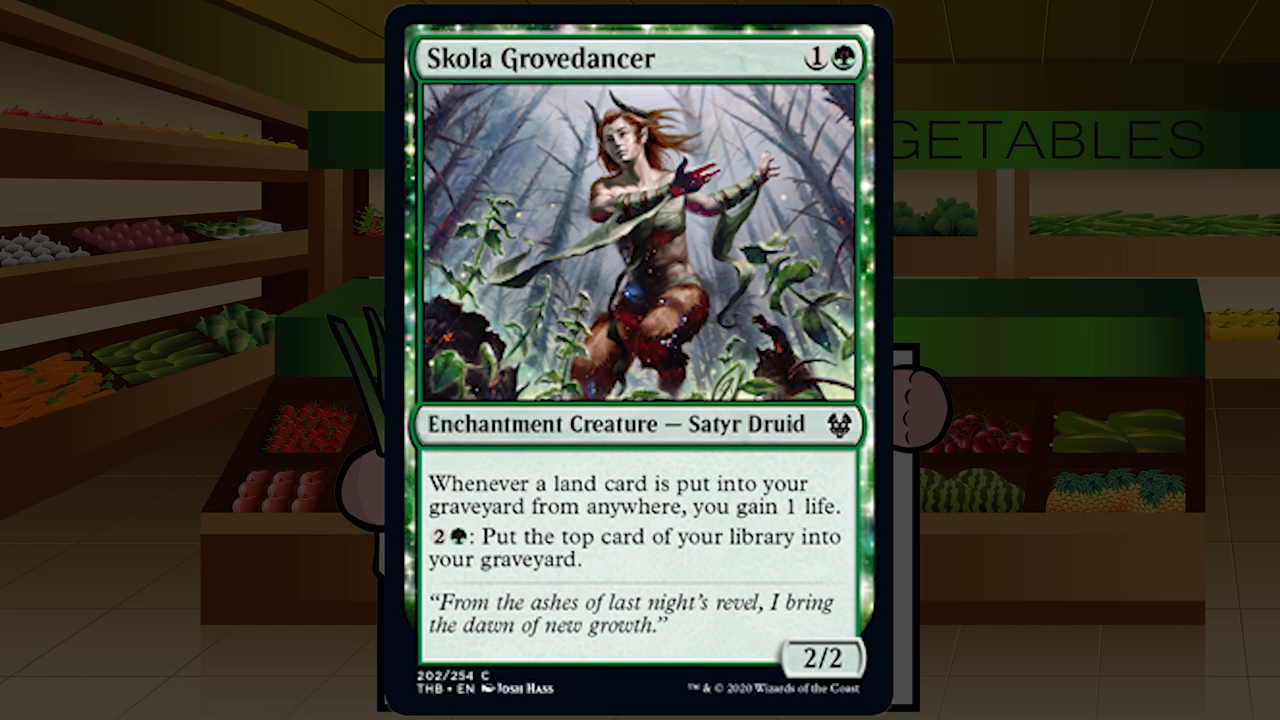 Skola Grovedancer 1
GETABLES
Enchantment Creature — Satyr Druid
Whenever a land card is put into your
graveyard from anywhere, you gain 1 life.
2 : Put the top card of your library into
your graveyard.
“From the ashes of last night’s revel, I bring
the dawn of new growth.”
2/2
202/254 C
THB • EN Josh Hass
™ & © 2020 Wizards of the Coast